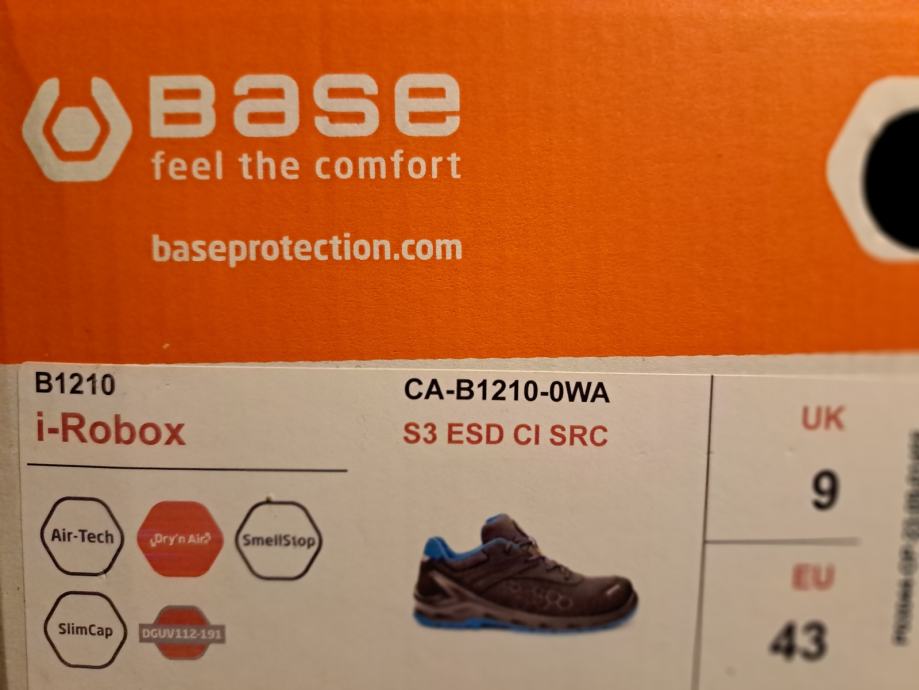 BASE
feel the comfort
baseprotection.com
B1210
i-Robox
CA-B1210-0WA
S3 ESD CI SRC
UK
9
EU
43
Air-Tech
Dry'n Air
SmellStop
SlimCap
DGUV112-191